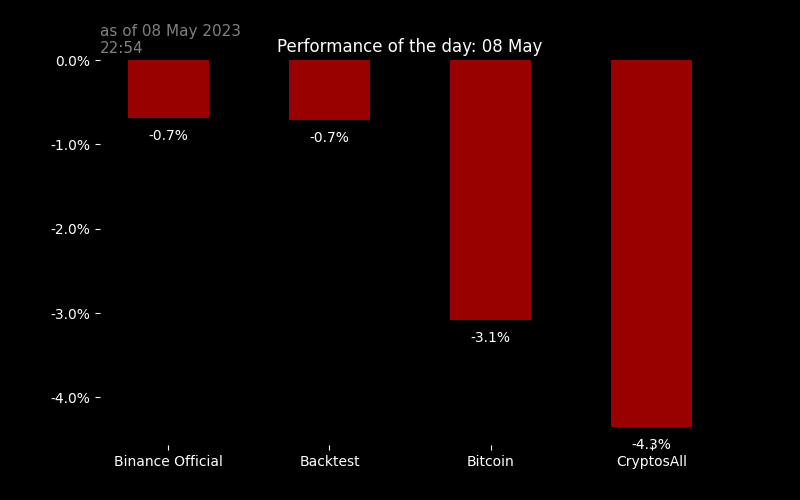 as of 08 May 2023
22:54
Performance of the day: 08 May
0.0%
-1.0%
-2.0%
-3.0%
-4.0%
-0.7%
-0.7%
-3.1%
-4.3%
Binance Official
Backtest
Bitcoin
CryptosAll